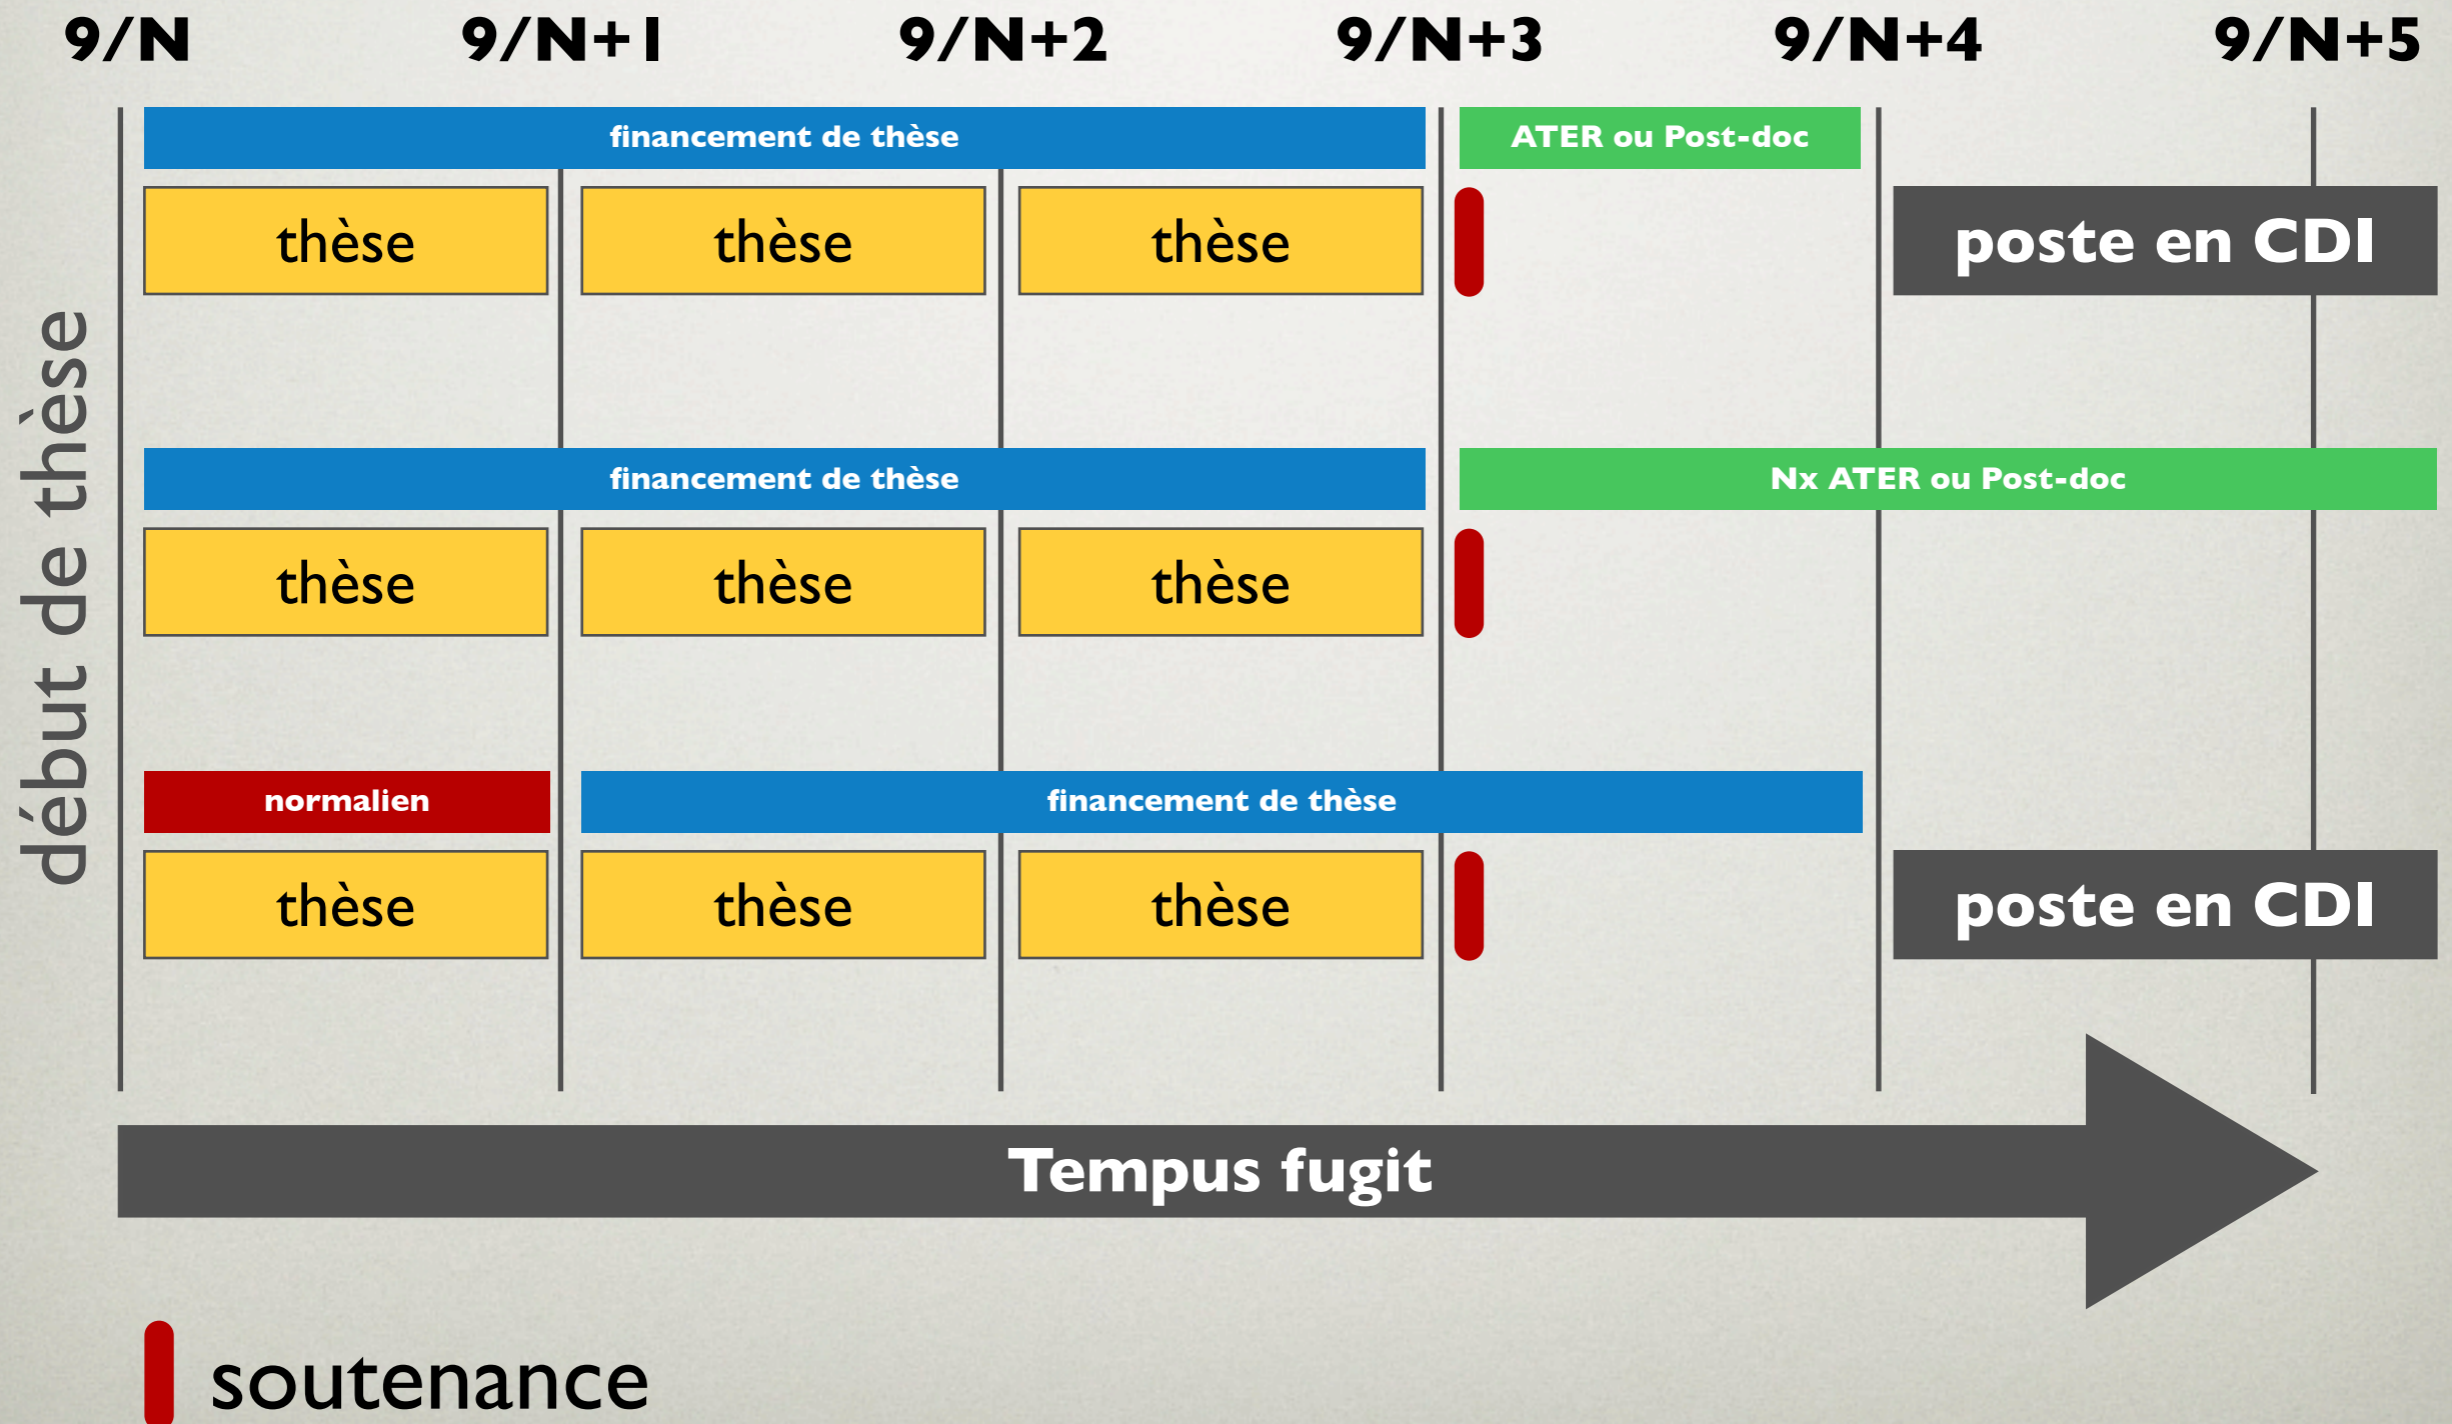 9/N 9/N+1 9/N+2 9/N+3 9/N+4 9/N+5
début de thèse
financement de thèse ATER ou Post-doc
thèse thèse thèse poste en CDI
financement de thèse Nx ATER ou Post-doc
thèse thèse thèse
normalien financement de thèse
thèse thèse thèse poste en CDI
Tempus fugit
soutenance